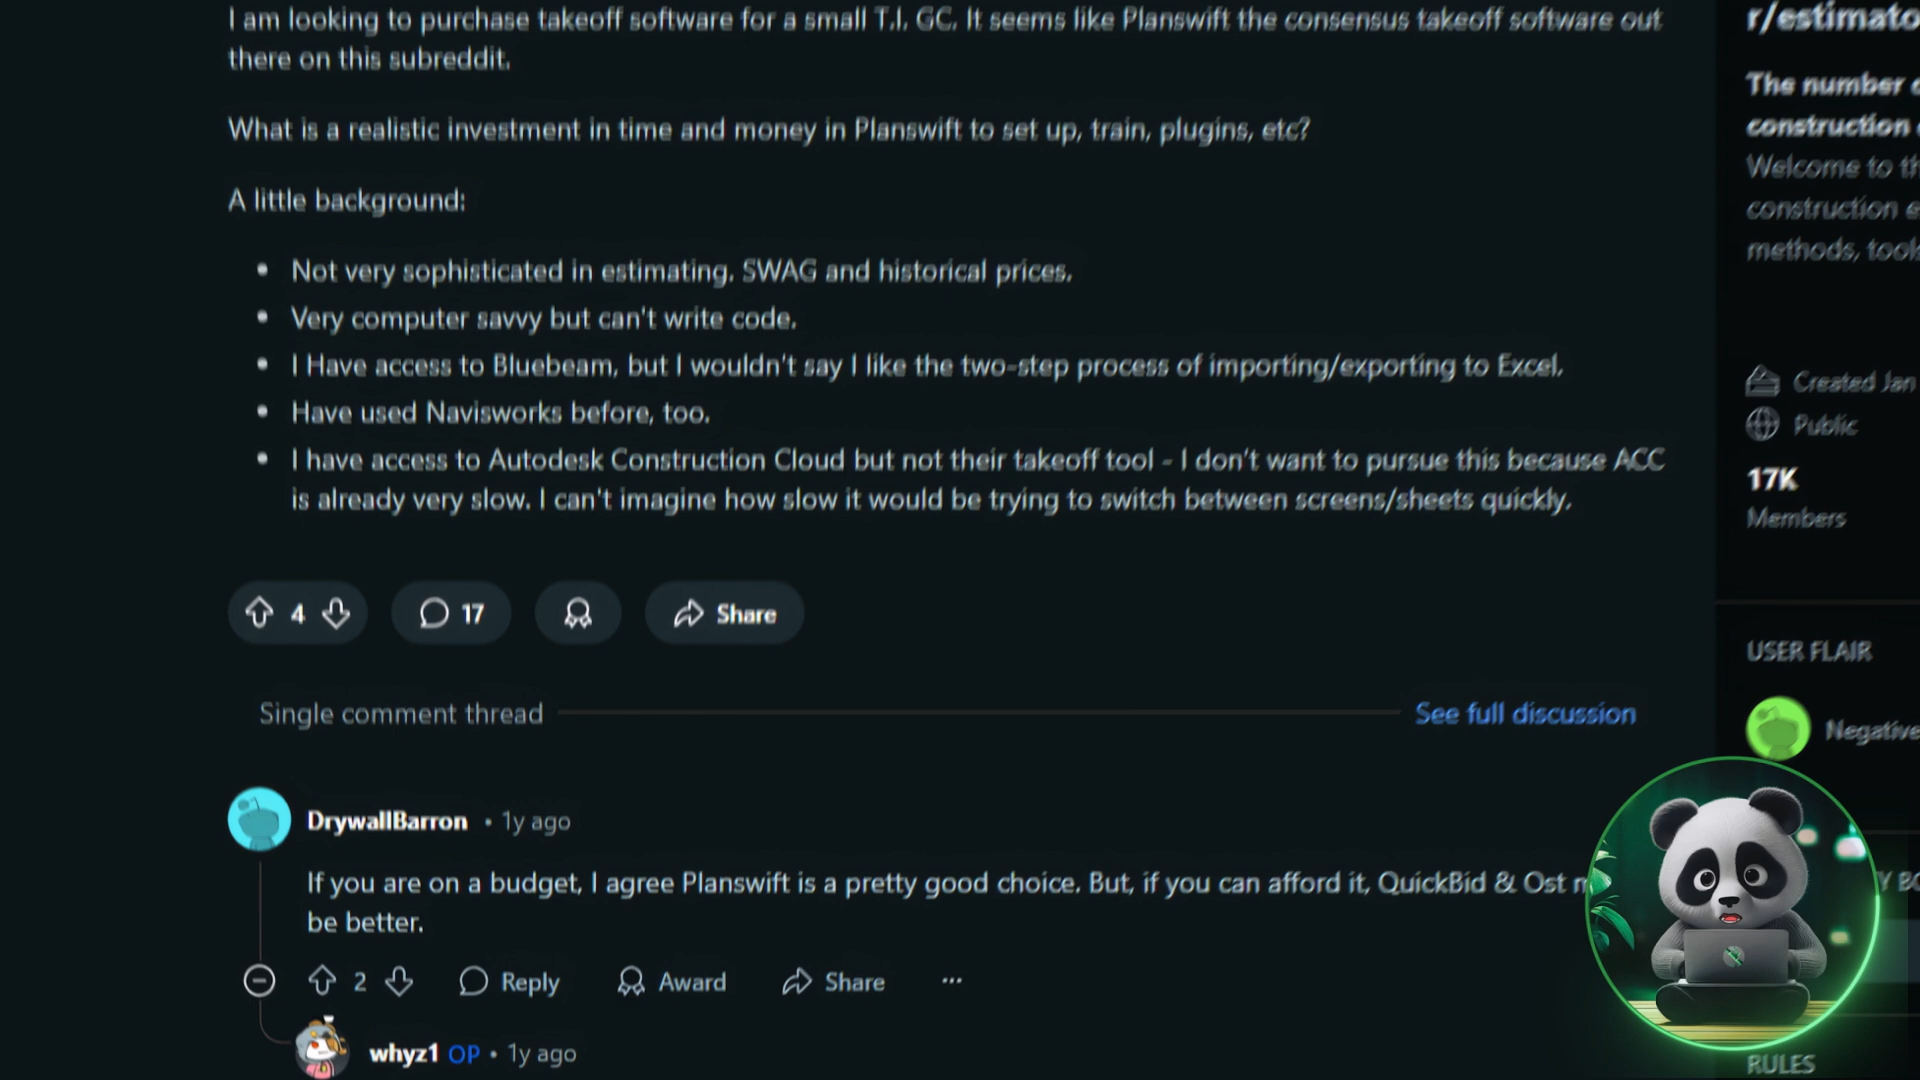 I am looking to purchase takeoff software for a small T.I. GC. It seems like Planswift the consensus takeoff software out
there on this subreddit.
What is a realistic investment in time and money in Planswift to set up, train, plugins, etc?
A little background:
Not very sophisticated in estimating. SWAG and historical prices.
Very computer savvy but can't write code.
I Have access to Bluebeam, but I wouldn't say I like the two-step process of importing/exporting to Excel.
Have used Navisworks before, too.
I have access to Autodesk Construction Cloud but not their takeoff tool - I don't want to pursue this because ACC
is already very slow. I can't imagine how slow it would be trying to switch between screens/sheets quickly.
4 17 Share
Single comment thread See full discussion
DrywallBarron • 1y ago
If you are on a budget, I agree Planswift is a pretty good choice. But, if you can afford it, QuickBid & Ost
be better.
2 Reply Award Share ...
whyz1 OP • 1y ago
r/estimato
The number
construction
Welcome to
construction
methods,
Created Jan
Public
17K
Members
USER FLAIR
Negative
RULES